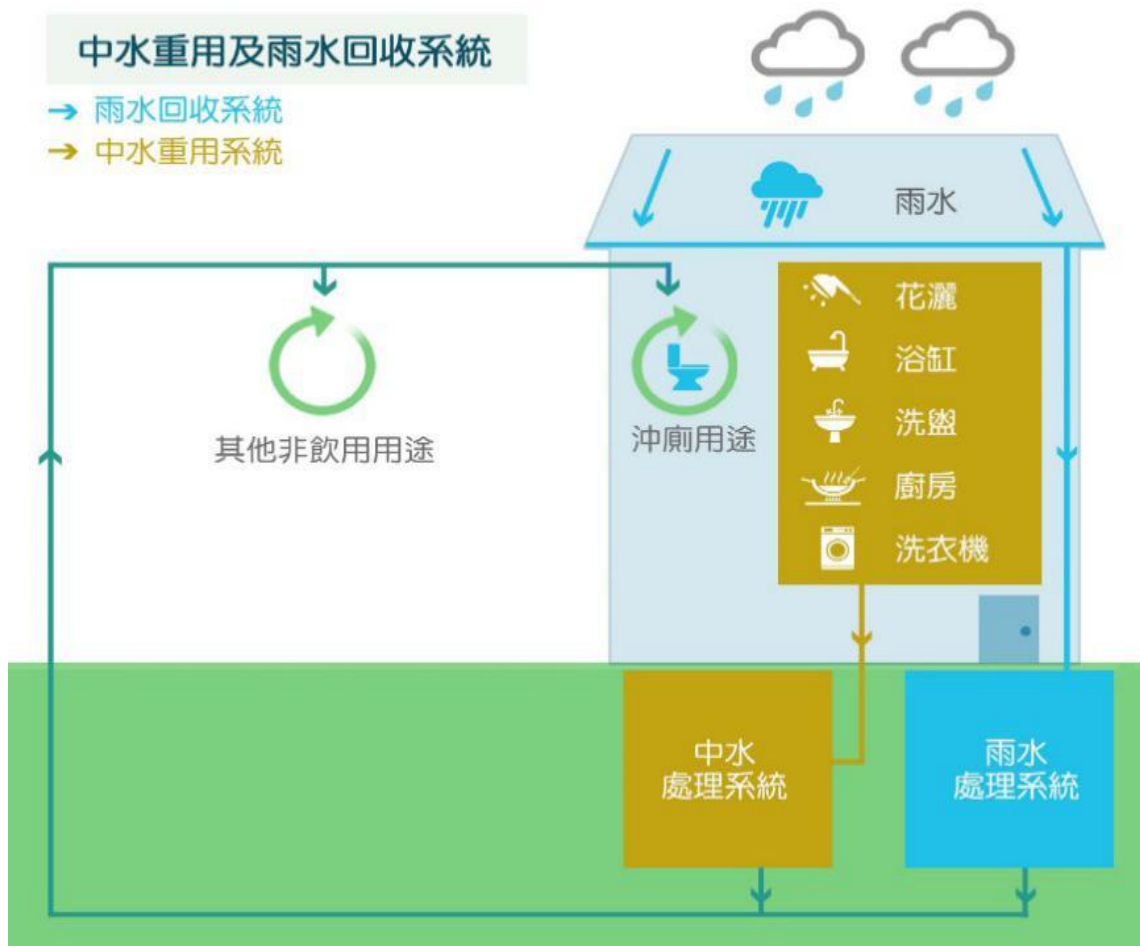 中水重用及雨水回收系統
雨水回收系統
中水重用系統
雨水
花灑
浴缸
洗盥
廚房
洗衣機
其他非飲用用途
沖廁用途
中水
處理系統
雨水
處理系統